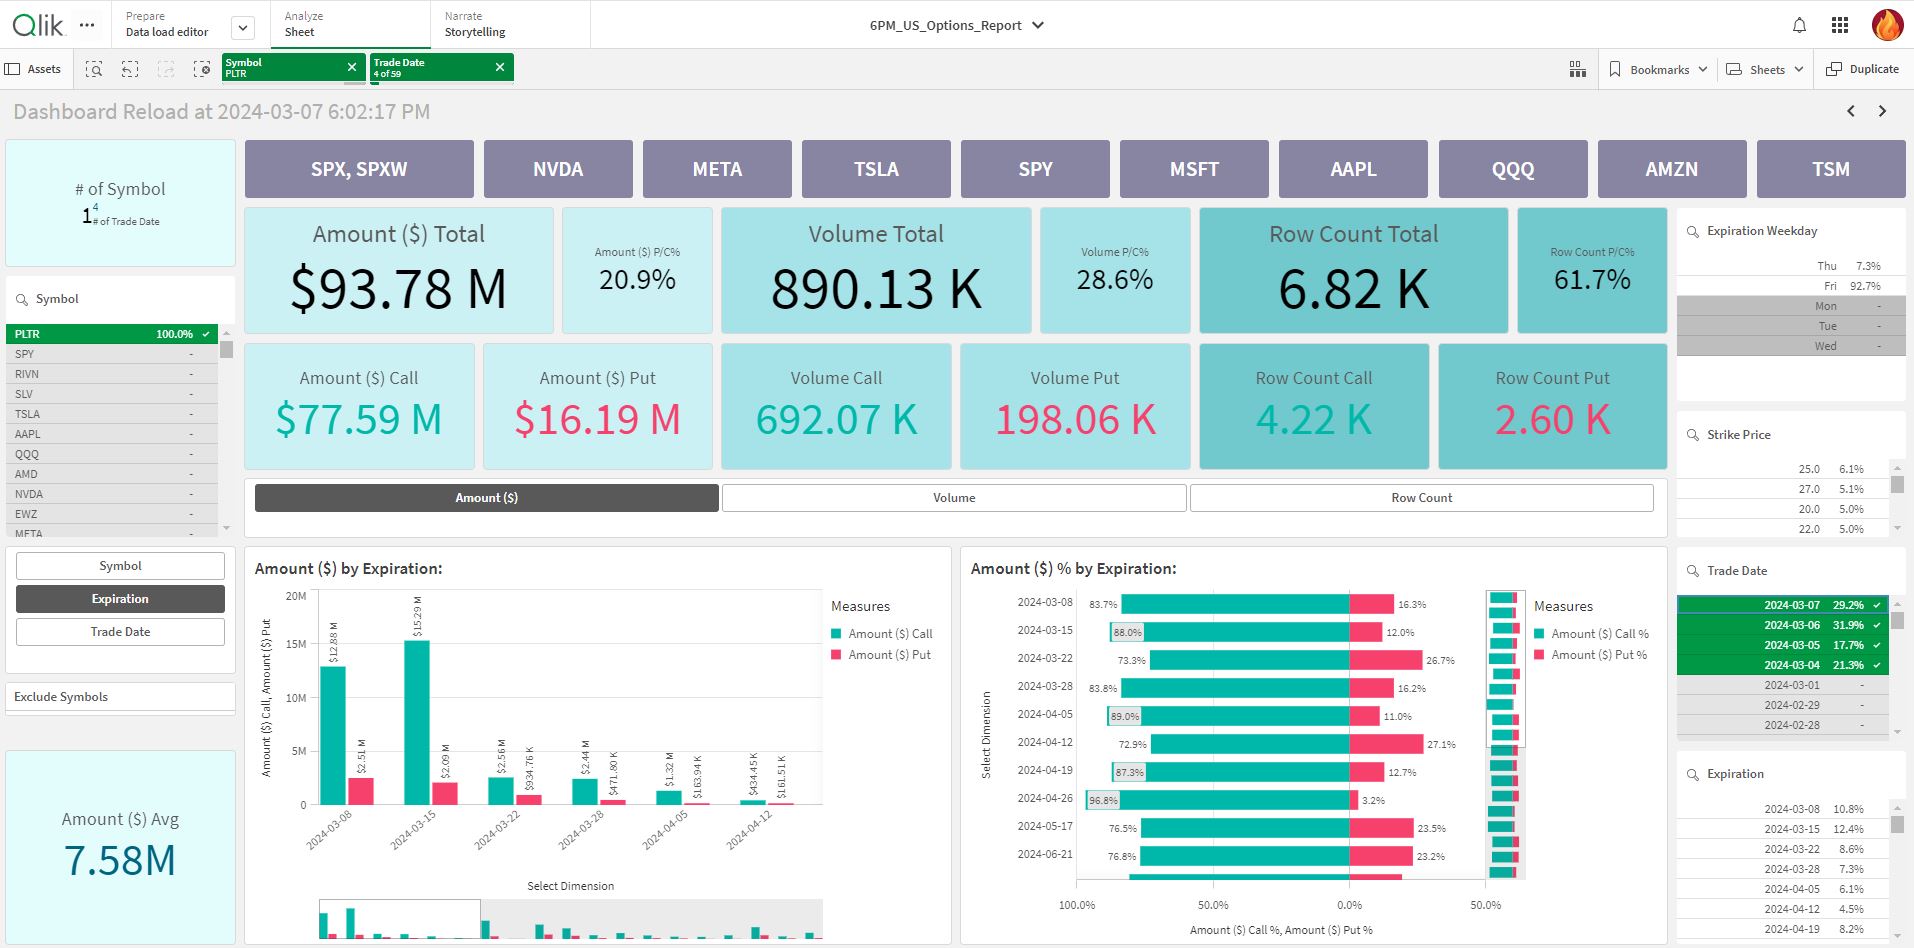 Qlik
Prepare
Data load editor
Analyze
Sheet
Narrate
Storytelling
6PM_US_Options_Report
Assets
Symbol
PLTR
Trade Date
4 of 59
Bookmarks
Sheets
Duplicate
Dashboard Reload at 2024-03-07 6:02:17 PM
# of Symbol
1 4
# of Trade Date
SPX, SPXW
NVDA
META
TSLA
SPY
MSFT
AAPL
QQQ
AMZN
TSM
Amount ($) Total
$93.78 M
Amount ($) P/C%
20.9%
Volume Total
890.13 K
Volume P/C%
28.6%
Row Count Total
6.82 K
Row Count P/C%
61.7%
Expiration Weekday
Thu 7.3%
Fri 92.7%
Mon -
Tue -
Wed -
Symbol
PLTR 100.0%
SPY -
RIVN -
SLV -
TSLA -
AAPL -
QQQ -
AMD -
NVDA -
EWZ -
META -
Amount ($) Call
$77.59 M
Amount ($) Put
$16.19 M
Volume Call
692.07 K
Volume Put
198.06 K
Row Count Call
4.22 K
Row Count Put
2.60 K
Strike Price
25.0 6.1%
27.0 5.1%
20.0 5.0%
22.0 5.0%
Amount ($)
Volume
Row Count
Symbol
Expiration
Trade Date
Exclude Symbols
Amount ($) Avg
7.58M
Amount ($) by Expiration:
Amount ($) Call, Amount ($) Put
20M
15M
10M
5M
0
$12.88 M
$2.51 M
$15.29 M
$2.09 M
$2.56 M
$934.76 K
$2.44 M
$471.80 K
$1.32 M
$163.94 K
$434.45 K
$161.51 K
2024-03-08
2024-03-15
2024-03-22
2024-03-28
2024-04-05
2024-04-12
Select Dimension
Measures
Amount ($) Call
Amount ($) Put
Amount ($) % by Expiration:
Select Dimension
2024-03-08 83.7% 16.3%
2024-03-15 88.0% 12.0%
2024-03-22 73.3% 26.7%
2024-03-28 83.8% 16.2%
2024-04-05 89.0% 11.0%
2024-04-12 72.9% 27.1%
2024-04-19 87.3% 12.7%
2024-04-26 96.8% 3.2%
2024-05-17 76.5% 23.5%
2024-06-21 76.8% 23.2%
100.0% 50.0% 0.0% 50.0%
Amount ($) Call %, Amount ($) Put %
Measures
Amount ($) Call %
Amount ($) Put %
Trade Date
2024-03-07 29.2%
2024-03-06 31.9%
2024-03-05 17.7%
2024-03-04 21.3%
2024-03-01 -
2024-02-29 -
2024-02-28 -
Expiration
2024-03-08 10.8%
2024-03-15 12.4%
2024-03-22 8.6%
2024-03-28 7.3%
2024-04-05 6.1%
2024-04-12 4.5%
2024-04-19 8.2%